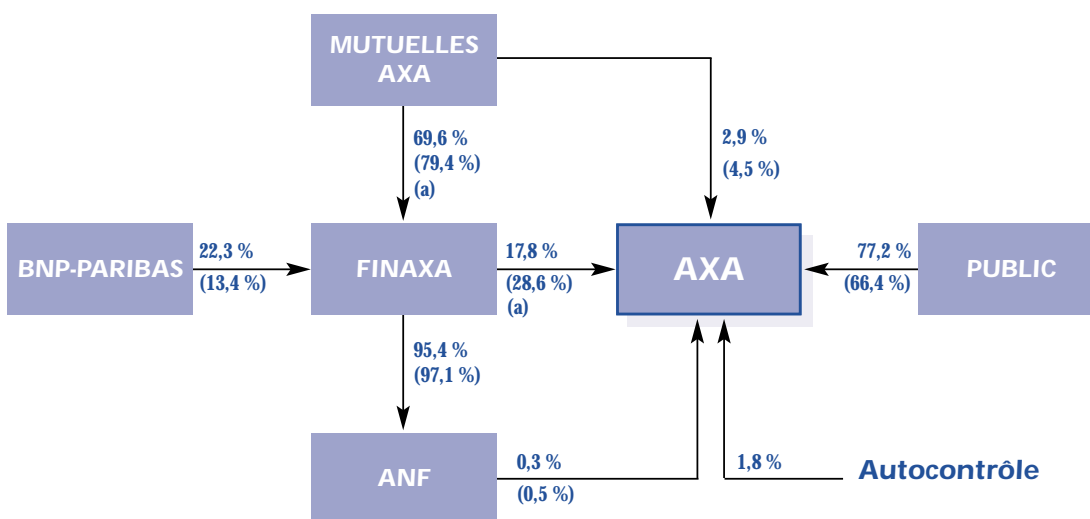 MUTUELLES
AXA
69,6 %
(79,4 %)
(a)
2,9 %
(4,5 %)
BNP-PARIBAS
22,3 %
(13,4 %)
FINAXA
17,8 %
(28,6 %)
(a)
AXA
77,2 %
(66,4 %)
PUBLIC
95,4 %
(97,1 %)
ANF
0,3 %
(0,5 %)
1,8 %
Autocontrôle